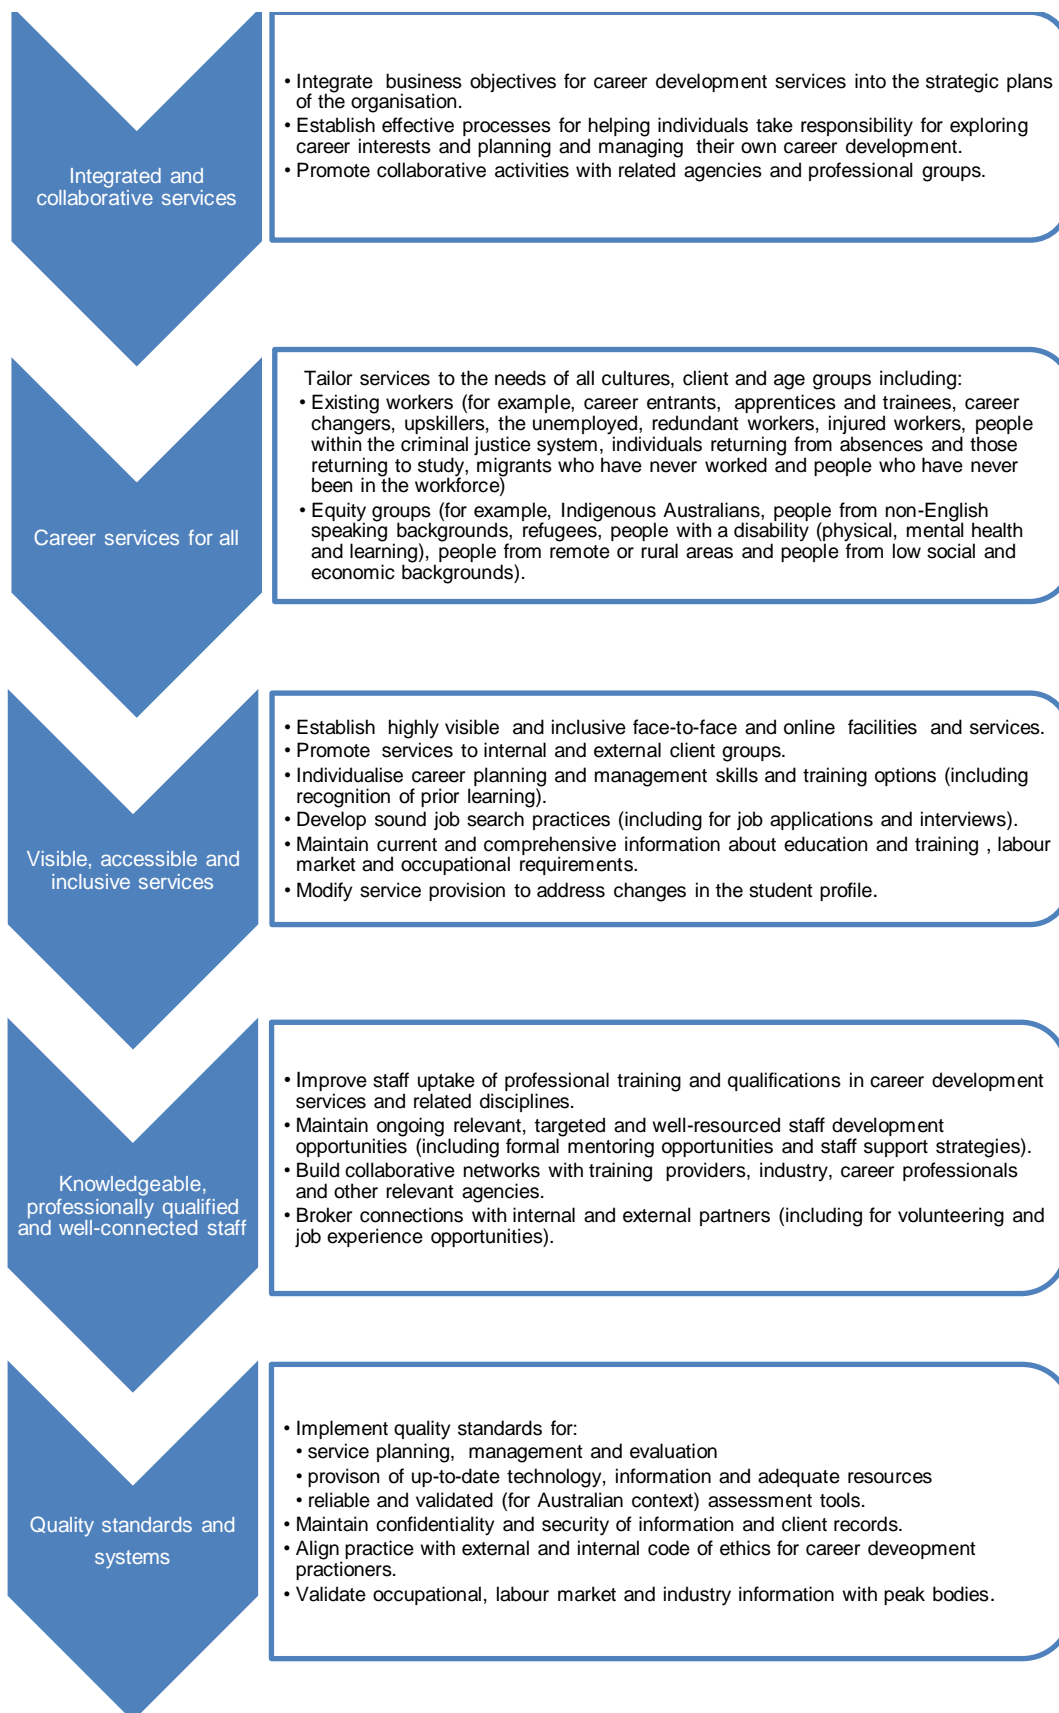 Integrated and
collaborative services
• Integrate business objectives for career development services into the strategic plans
of the organisation.
• Establish effective processes for helping individuals take responsibility for exploring
career interests and planning and managing their own career development.
• Promote collaborative activities with related agencies and professional groups.
Career services for all
Tailor services to the needs of all cultures, client and age groups including:
• Existing workers (for example, career entrants, apprentices and trainees, career
changers, upskillers, the unemployed, redundant workers, injured workers, people
within the criminal justice system, individuals returning from absences and those
returning to study, migrants who have never worked and people who have never
been in the workforce)
• Equity groups (for example, Indigenous Australians, people from non-English
speaking backgrounds, refugees, people with a disability (physical, mental health
and learning), people from remote or rural areas and people from low social and
economic backgrounds).
Visible, accessible and
inclusive services
• Establish highly visible and inclusive face-to-face and online facilities and services.
• Promote services to internal and external client groups.
• Individualise career planning and management skills and training options (including
recognition of prior learning).
• Develop sound job search practices (including for job applications and interviews).
• Maintain current and comprehensive information about education and training , labour
market and occupational requirements.
• Modify service provision to address changes in the student profile.
Knowledgeable,
professionally qualified
and well-connected staff
• Improve staff uptake of professional training and qualifications in career development
services and related disciplines.
• Maintain ongoing relevant, targeted and well-resourced staff development
opportunities (including formal mentoring opportunities and staff support strategies).
• Build collaborative networks with training providers, industry, career professionals
and other relevant agencies.
• Broker connections with internal and external partners (including for volunteering and
job experience opportunities).
Quality standards and
systems
• Implement quality standards for:
• service planning, management and evaluation
• provison of up-to-date technology, information and adequate resources
• reliable and validated (for Australian context) assessment tools.
• Maintain confidentiality and security of information and client records.
• Align practice with external and internal code of ethics for career deveopment
practioners.
• Validate occupational, labour market and industry information with peak bodies.